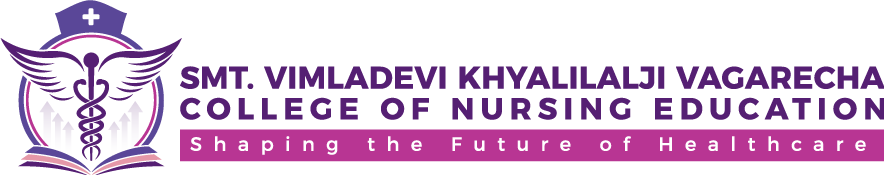 SMT. VIMLADEVI KHYALILALJI VAGARECHA
COLLEGE OF NURSING EDUCATION
Shaping the Future of Healthcare